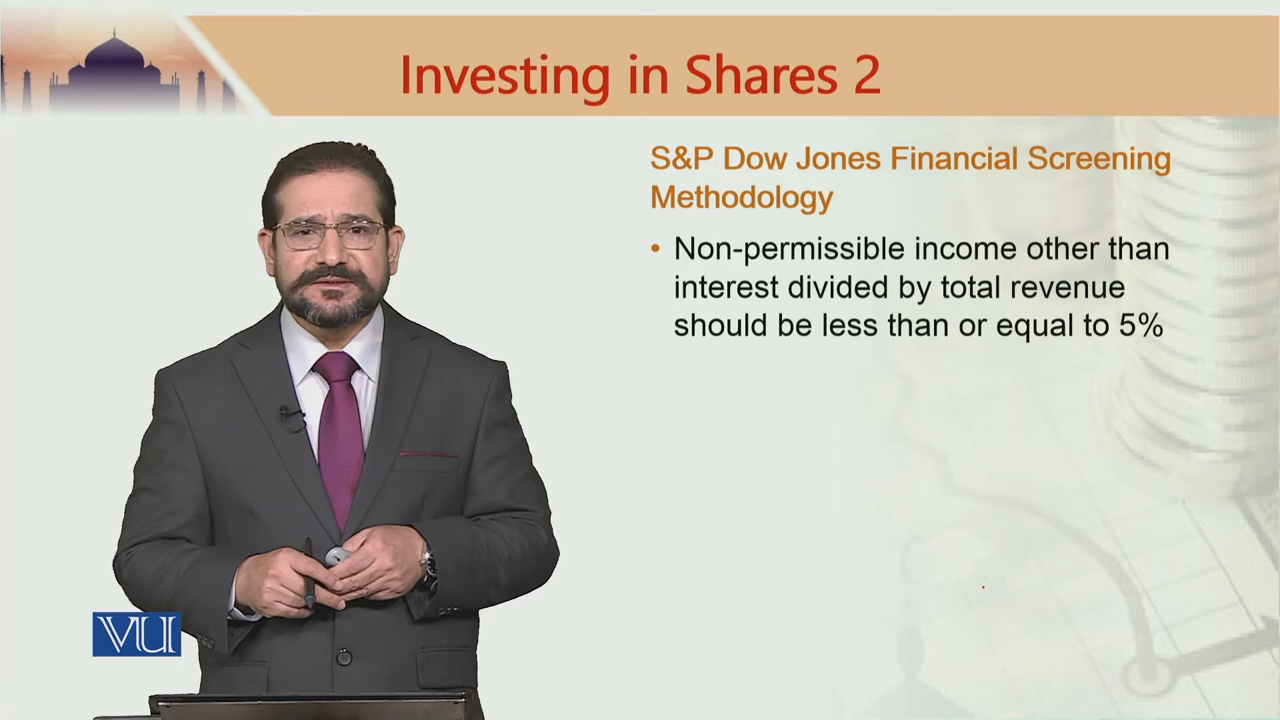 Investing in Shares 2
S&P Dow Jones Financial Screening
Methodology
• Non-permissible income other than
interest divided by total revenue
should be less than or equal to 5%
VU